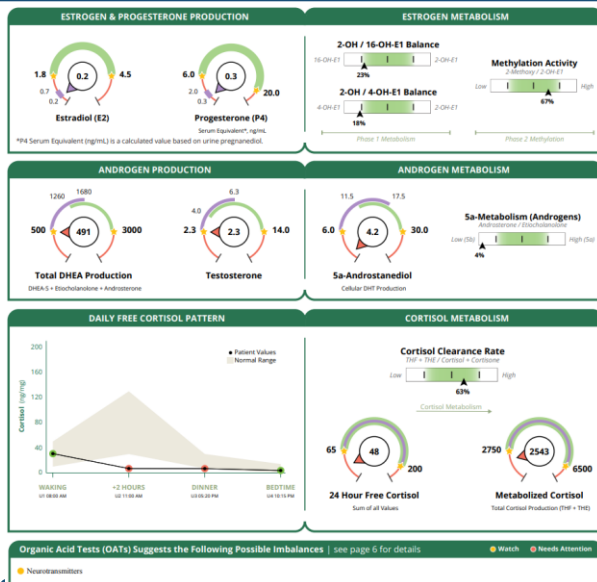 ESTROGEN & PROGESTERONE PRODUCTION
1.8
4.5
0.7
0.2
0.2
Estradiol (E2)
6.0
20.0
2.0
0.3
0.3
Progesterone (P4)
Serum Equivalent*, ng/mL
*P4 Serum Equivalent (ng/mL) is a calculated value based on urine pregnanediol.
ESTROGEN METABOLISM
2-OH / 16-OH-E1 Balance
16-OH-E1
2-OH-E1
23%
2-OH / 4-OH-E1 Balance
4-OH-E1
2-OH-E1
18%
Phase 1 Metabolism
Methylation Activity
2-Methoxy / 2-OH-E1
Low
High
67%
Phase 2 Methylation
ANDROGEN PRODUCTION
1260
1680
500
491
3000
Total DHEA Production
DHEA-S + Etiocholanolone + Androsterone
6.3
4.0
2.3
2.3
14.0
Testosterone
ANDROGEN METABOLISM
11.5
17.5
6.0
4.2
30.0
5a-Androstanediol
Cellular DHT Production
5a-Metabolism (Androgens)
Androsterone / Etiocholanolone
Low (5b)
High (5a)
4%
DAILY FREE CORTISOL PATTERN
200
160
120
80
40
0
Cortisol (ng/mg)
Patient Values
Normal Range
WAKING
U1 08:00 AM
+2 HOURS
U2 11:00 AM
DINNER
U3 05:20 PM
BEDTIME
U4 10:15 PM
CORTISOL METABOLISM
Cortisol Clearance Rate
THF + THE / Cortisol + Cortisone
Low
High
63%
Cortisol Metabolism
65
48
200
24 Hour Free Cortisol
Sum of all Values
2750
2543
6500
Metabolized Cortisol
Total Cortisol Production (THF + THE)
Organic Acid Tests (OATs) Suggests the Following Possible Imbalances | see page 6 for details
Watch
Needs Attention
Neurotransmitters